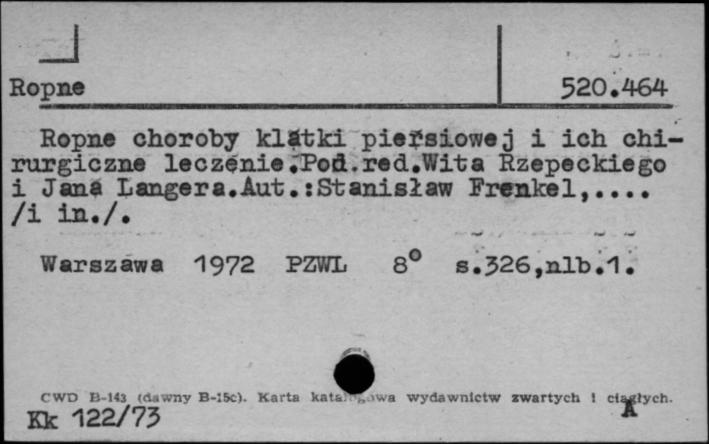 Ropne
520.464
Ropne choroby klatki piersiowej i ich chi-
rurgiczne leczenie.Pod.red.Wita Rzepeckiego
i Jana Langera.Aut.:Stanisław Frenkel,....
/i in./.
Warszawa 1972 PZWL 8° s.326,nlb.1.
CWD B-143 (dawny B-15c). Karta katalogowa wydawnictw zwartych i ciągłych.
Kk 122/73
A